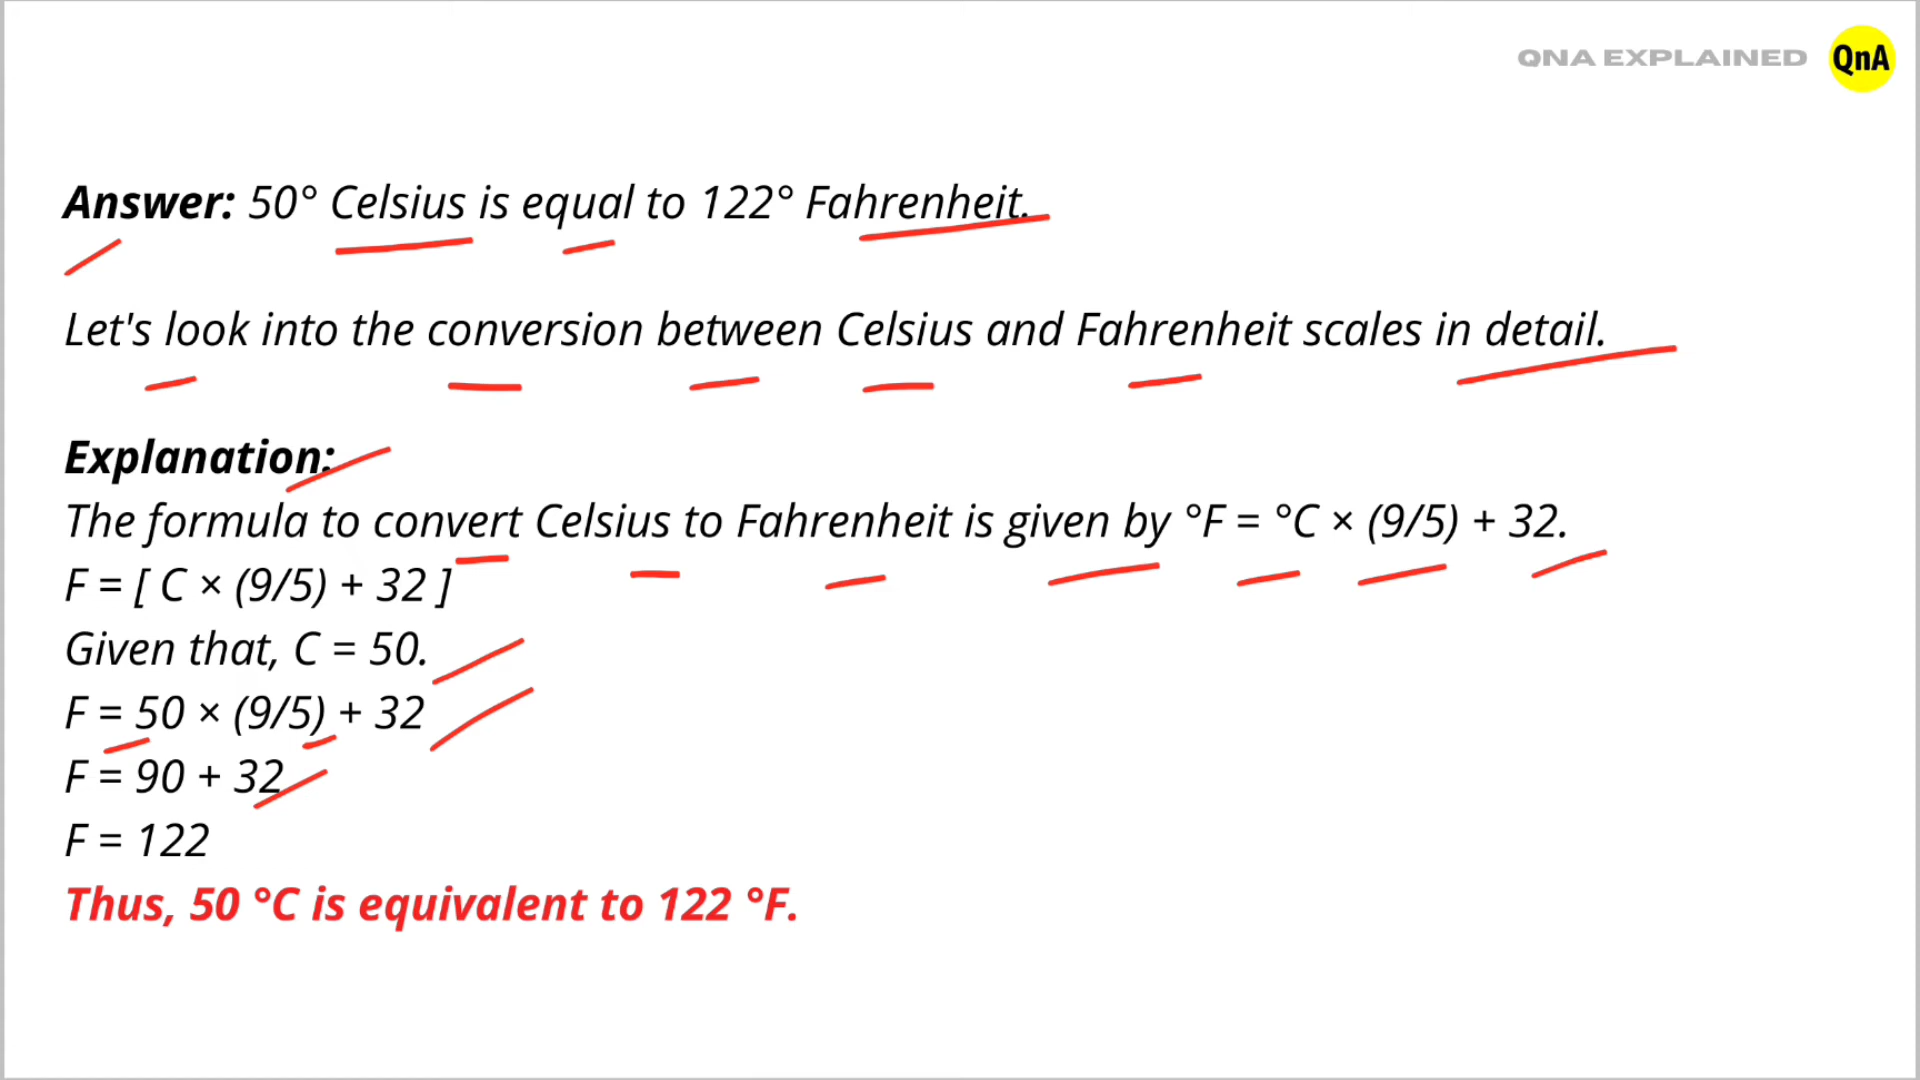 QNA EXPLAINED QnA
Answer: 50° Celsius is equal to 122° Fahrenheit.
Let's look into the conversion between Celsius and Fahrenheit scales in detail.
Explanation:
The formula to convert Celsius to Fahrenheit is given by °F = °C × (9/5) + 32.
F = [ C × (9/5) + 32 ]
Given that, C = 50.
F = 50 × (9/5) + 32
F = 90 + 32
F = 122
Thus, 50 °C is equivalent to 122 °F.